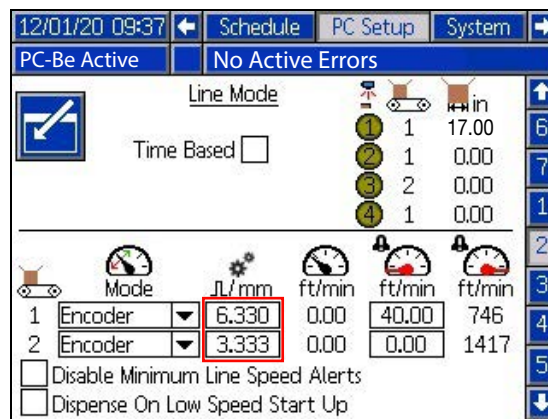 12/01/20 09:37 Schedule PC Setup System
PC-Be Active No Active Errors
Line Mode
in
Time Based
1 1 17.00
2 1 0.00
3 2 0.00
4 1 0.00
6
7
1
2
3
4
5
Mode /mm ft/min ft/min ft/min
1 Encoder 6.330 0.00 40.00 746
2 Encoder 3.333 0.00 0.00 1417
Disable Minimum Line Speed Alerts
Dispense On Low Speed Start Up